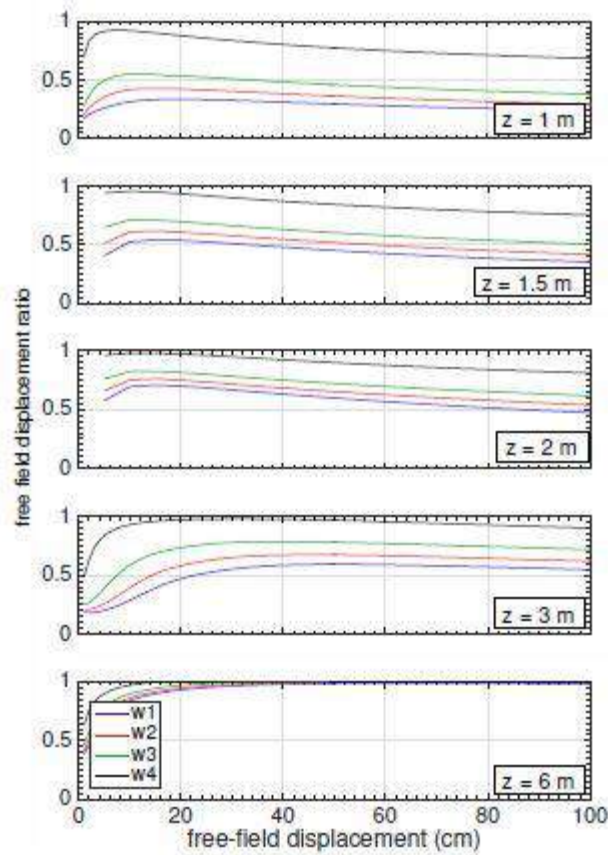 1
0.5
0
z = 1 m
1
0.5
0
z = 1.5 m
1
0.5
0
z = 2 m
1
0.5
0
z = 3 m
1
0.5
0
w1
w2
w3
w4
z = 6 m
0 20 40 60 80 100
free-field displacement (cm)
free field displacement ratio